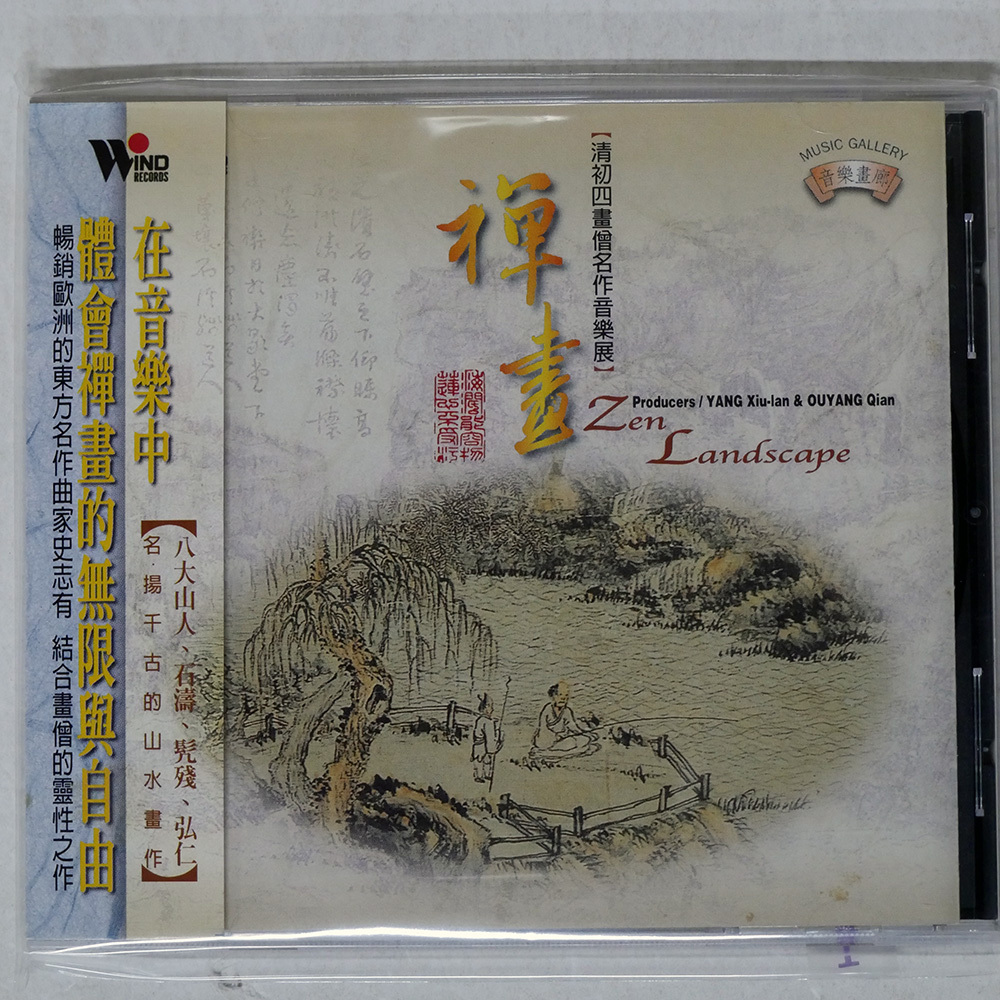 WIND
RECORDS
在音樂中
體會禪畫的無限與自由
暢銷歐洲的東方名作曲家史志有 結合畫僧的靈性之作
【八大山人、石濤、髠殘、弘仁】
名·揚千古的山水畫作
MUSIC GALLERY
音樂畫廊
【清初四畫僧名作音樂展】
禪畫
Producers / YANG Xiu-lan & OUYANG Qian
Zen
Landscape